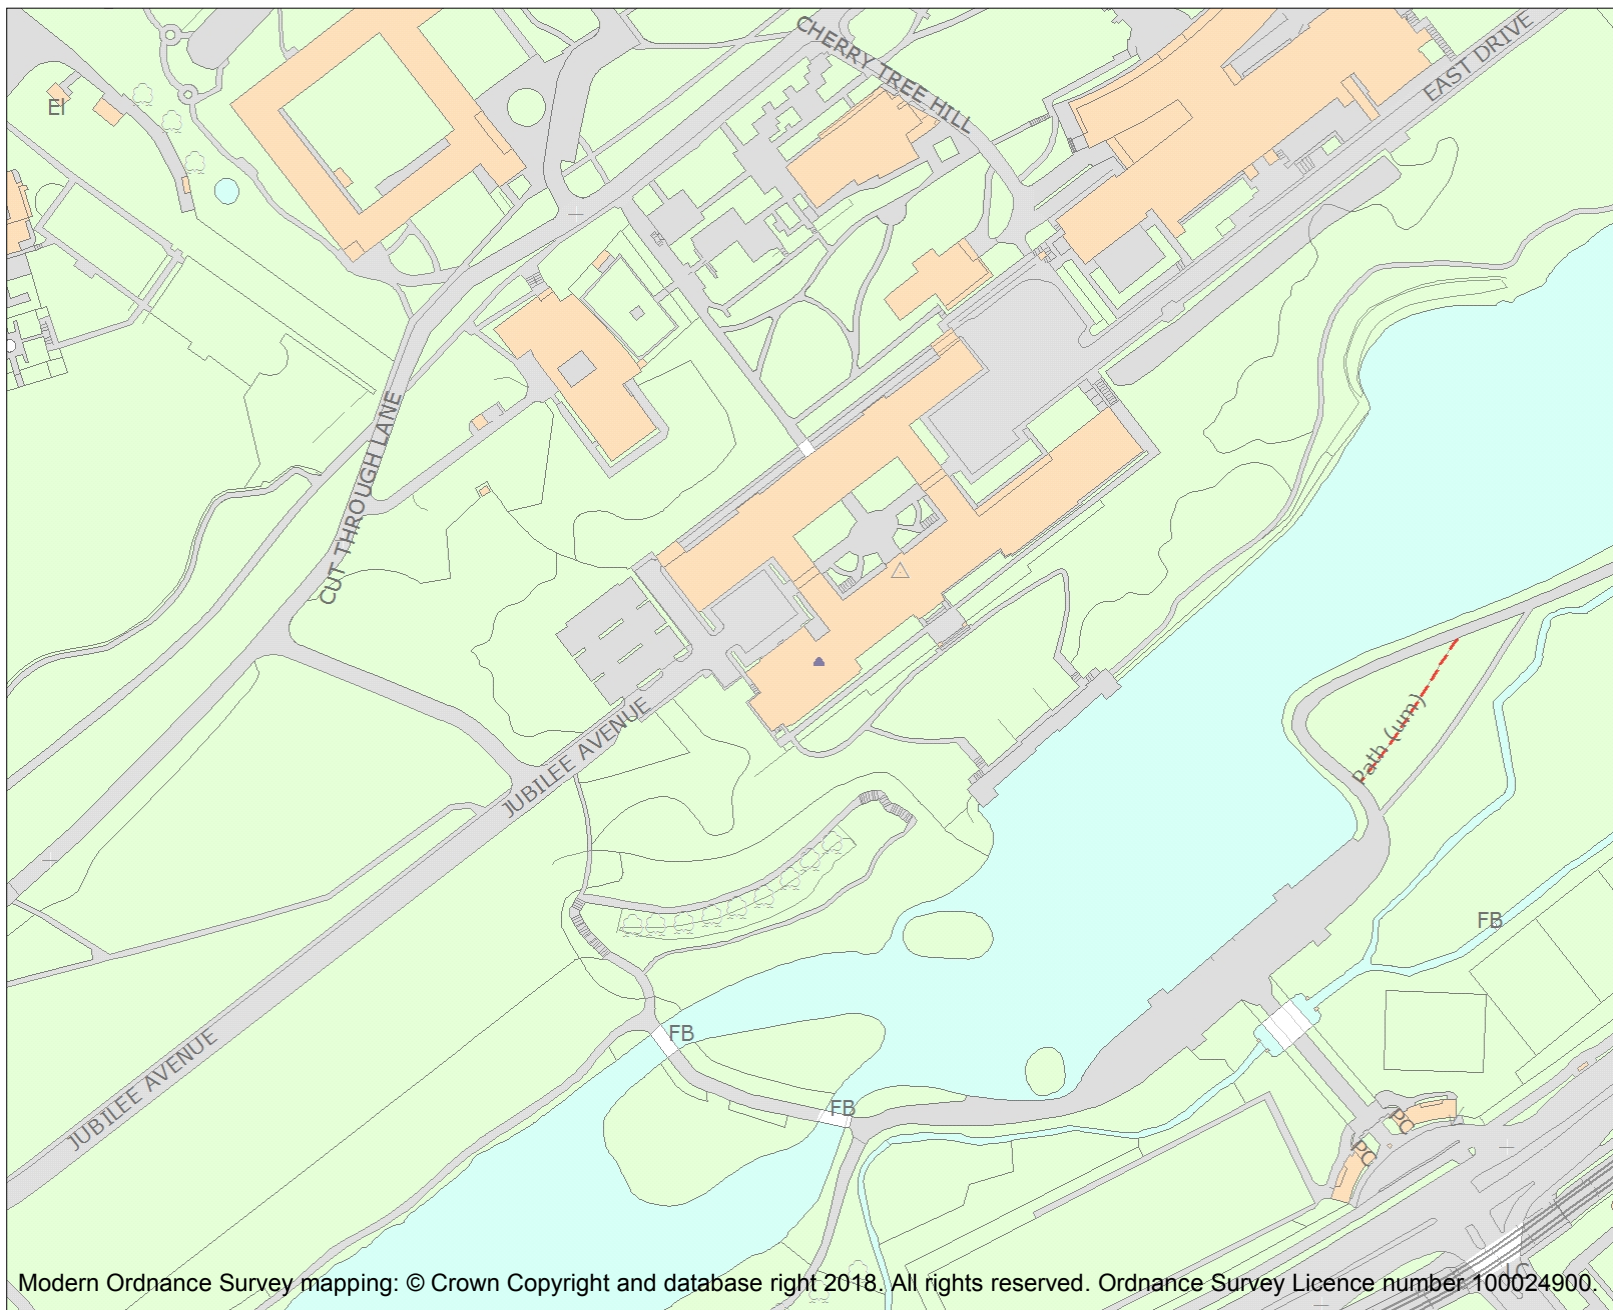 CHERRY TREE HILL
EAST DRIVE
El
CUT THROUGH LANE
JUBILEE AVENUE
Path (um)
FB
FB
JUBILEE AVENUE
FB
PC
PC
LC
Modern Ordnance Survey mapping: © Crown Copyright and database right 2018. All rights reserved. Ordnance Survey Licence number 100024900.